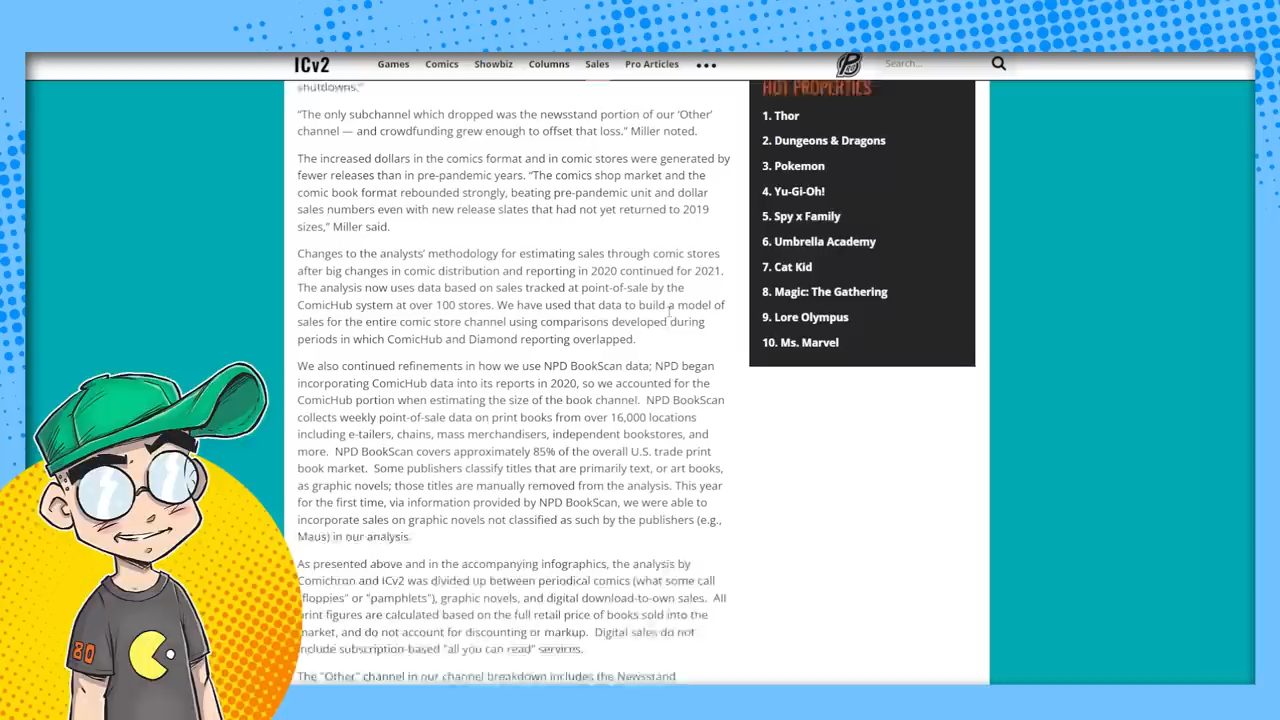 ICv2
Games Comics Showbiz Columns Sales Pro Articles •••
PRO
Search...
shutdowns."
"The only subchannel which dropped was the newsstand portion of our 'Other'
channel — and crowdfunding grew enough to offset that loss." Miller noted.
The increased dollars in the comics format and in comic stores were generated by
fewer releases than in pre-pandemic years. "The comics shop market and the
comic book format rebounded strongly, beating pre-pandemic unit and dollar
sales numbers even with new release slates that had not yet returned to 2019
sizes," Miller said.
Changes to the analysts' methodology for estimating sales through comic stores
after big changes in comic distribution and reporting in 2020 continued for 2021.
The analysis now uses data based on sales tracked at point-of-sale by the
ComicHub system at over 100 stores. We have used that data to build a model of
sales for the entire comic store channel using comparisons developed during
periods in which ComicHub and Diamond reporting overlapped.
We also continued refinements in how we use NPD BookScan data; NPD began
incorporating ComicHub data into its reports in 2020, so we accounted for the
ComicHub portion when estimating the size of the book channel. NPD BookScan
collects weekly point-of-sale data on print books from over 16,000 locations
including e-tailers, chains, mass merchandisers, independent bookstores, and
more. NPD BookScan covers approximately 85% of the overall U.S. trade print
book market. Some publishers classify titles that are primarily text, or art books,
as graphic novels; those titles are manually removed from the analysis. This year
for the first time, via information provided by NPD BookScan, we were able to
incorporate sales on graphic novels not classified as such by the publishers (e.g.,
Maus) in our analysis.
As presented above and in the accompanying infographics, the analysis by
Comichron and ICv2 was divided up between periodical comics (what some call
"floppies" or "pamphlets"), graphic novels, and digital download-to-own sales. All
print figures are calculated based on the full retail price of books sold into the
market, and do not account for discounting or markup. Digital sales do not
include subscription-based "all you can read" services.
The "Other" channel in our channel breakdown includes the Newsstand
HOT PROPERTIES
1. Thor
2. Dungeons & Dragons
3. Pokemon
4. Yu-Gi-Oh!
5. Spy x Family
6. Umbrella Academy
7. Cat Kid
8. Magic: The Gathering
9. Lore Olympus
10. Ms. Marvel
80